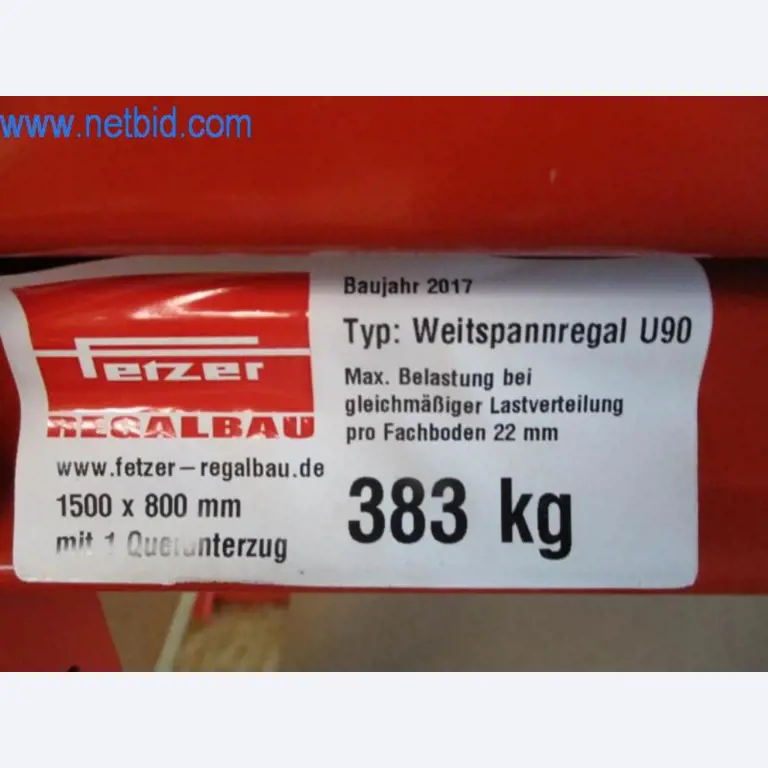 www.netbid.com
Fetzer
REGALBAU
www.fetzer-regalbau.de
1500 x 800 mm
mit 1 Querunterzug
Baujahr 2017
Typ: Weitspannregal U90
Max. Belastung bei
gleichmäßiger Lastverteilung
pro Fachboden 22 mm
383 kg